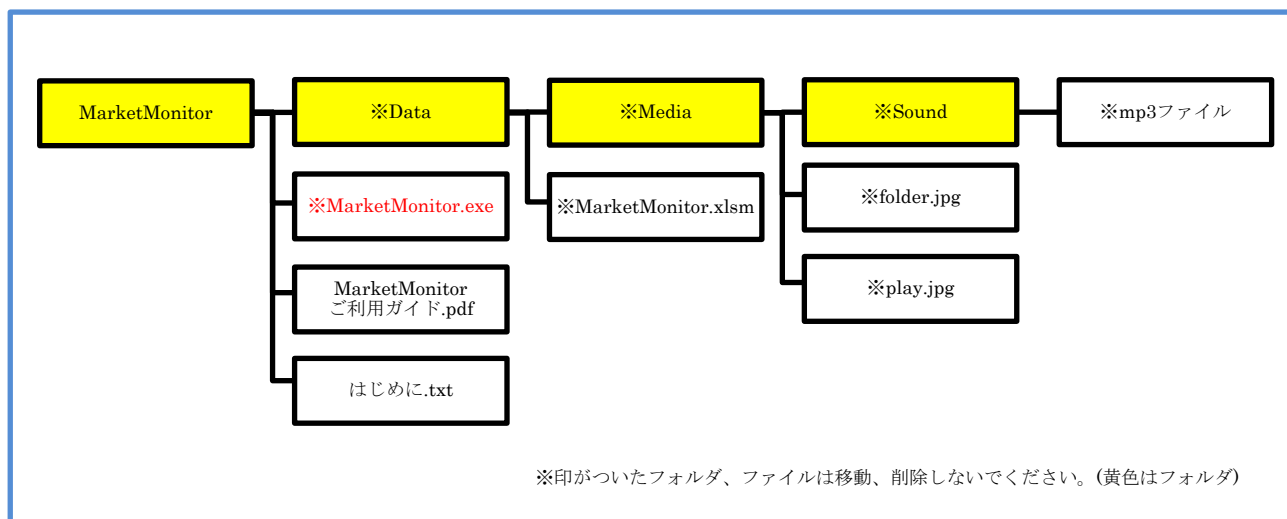 MarketMonitor
※Data
※Media
※Sound
※mp3ファイル
※MarketMonitor.exe
※MarketMonitor.xlsm
※folder.jpg
MarketMonitor
ご利用ガイド.pdf
※play.jpg
はじめに.txt
※印がついたフォルダ、ファイルは移動、削除しないでください。(黄色はフォルダ)